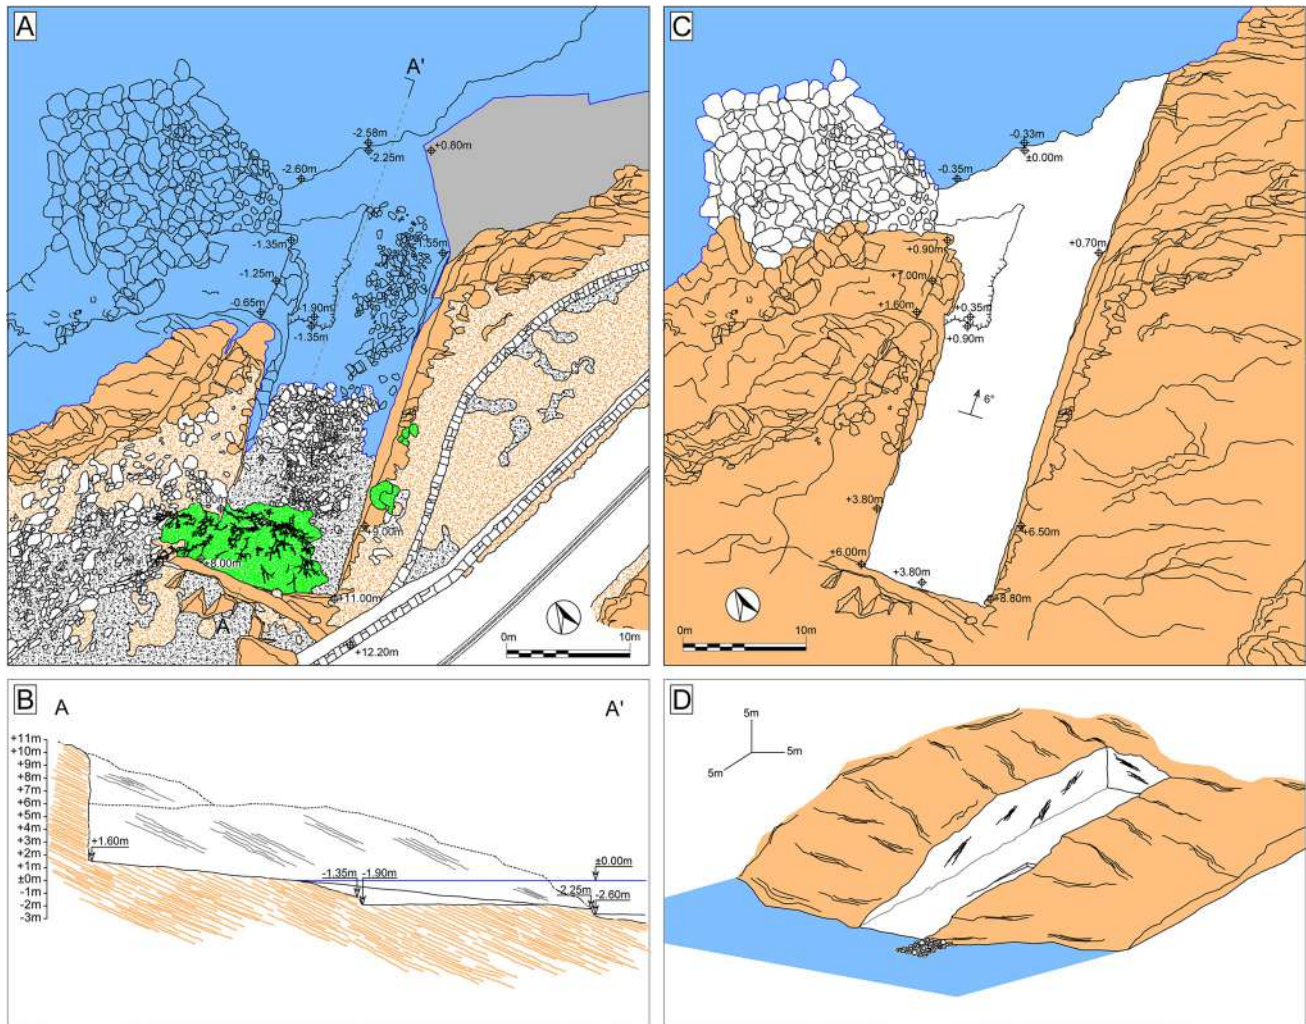 A
A'
-2.58m
-2.25m
+0.80m
-2.60m
-1.35m
-1.55m
-1.25m
-0.65m
-1.90m
-1.35m
+9.00m
+8.00m
+11.00m
A
0m
10m
+12.20m
C
-0.33m
±0.00m
-0.35m
+0.90m
+0.70m
+1.00m
+1.60m
+0.35m
+0.90m
6°
+3.80m
+6.50m
+6.00m
+3.80m
+8.80m
0m
10m
B
A
A'
+11m
+10m
+9m
+8m
+7m
+6m
+5m
+4m
+3m
+2m
+1m
±0m
-1m
-2m
-3m
+1.60m
±0.00m
-1.35m
-1.90m
-2.25m
-2.60m
D
5m
5m
5m